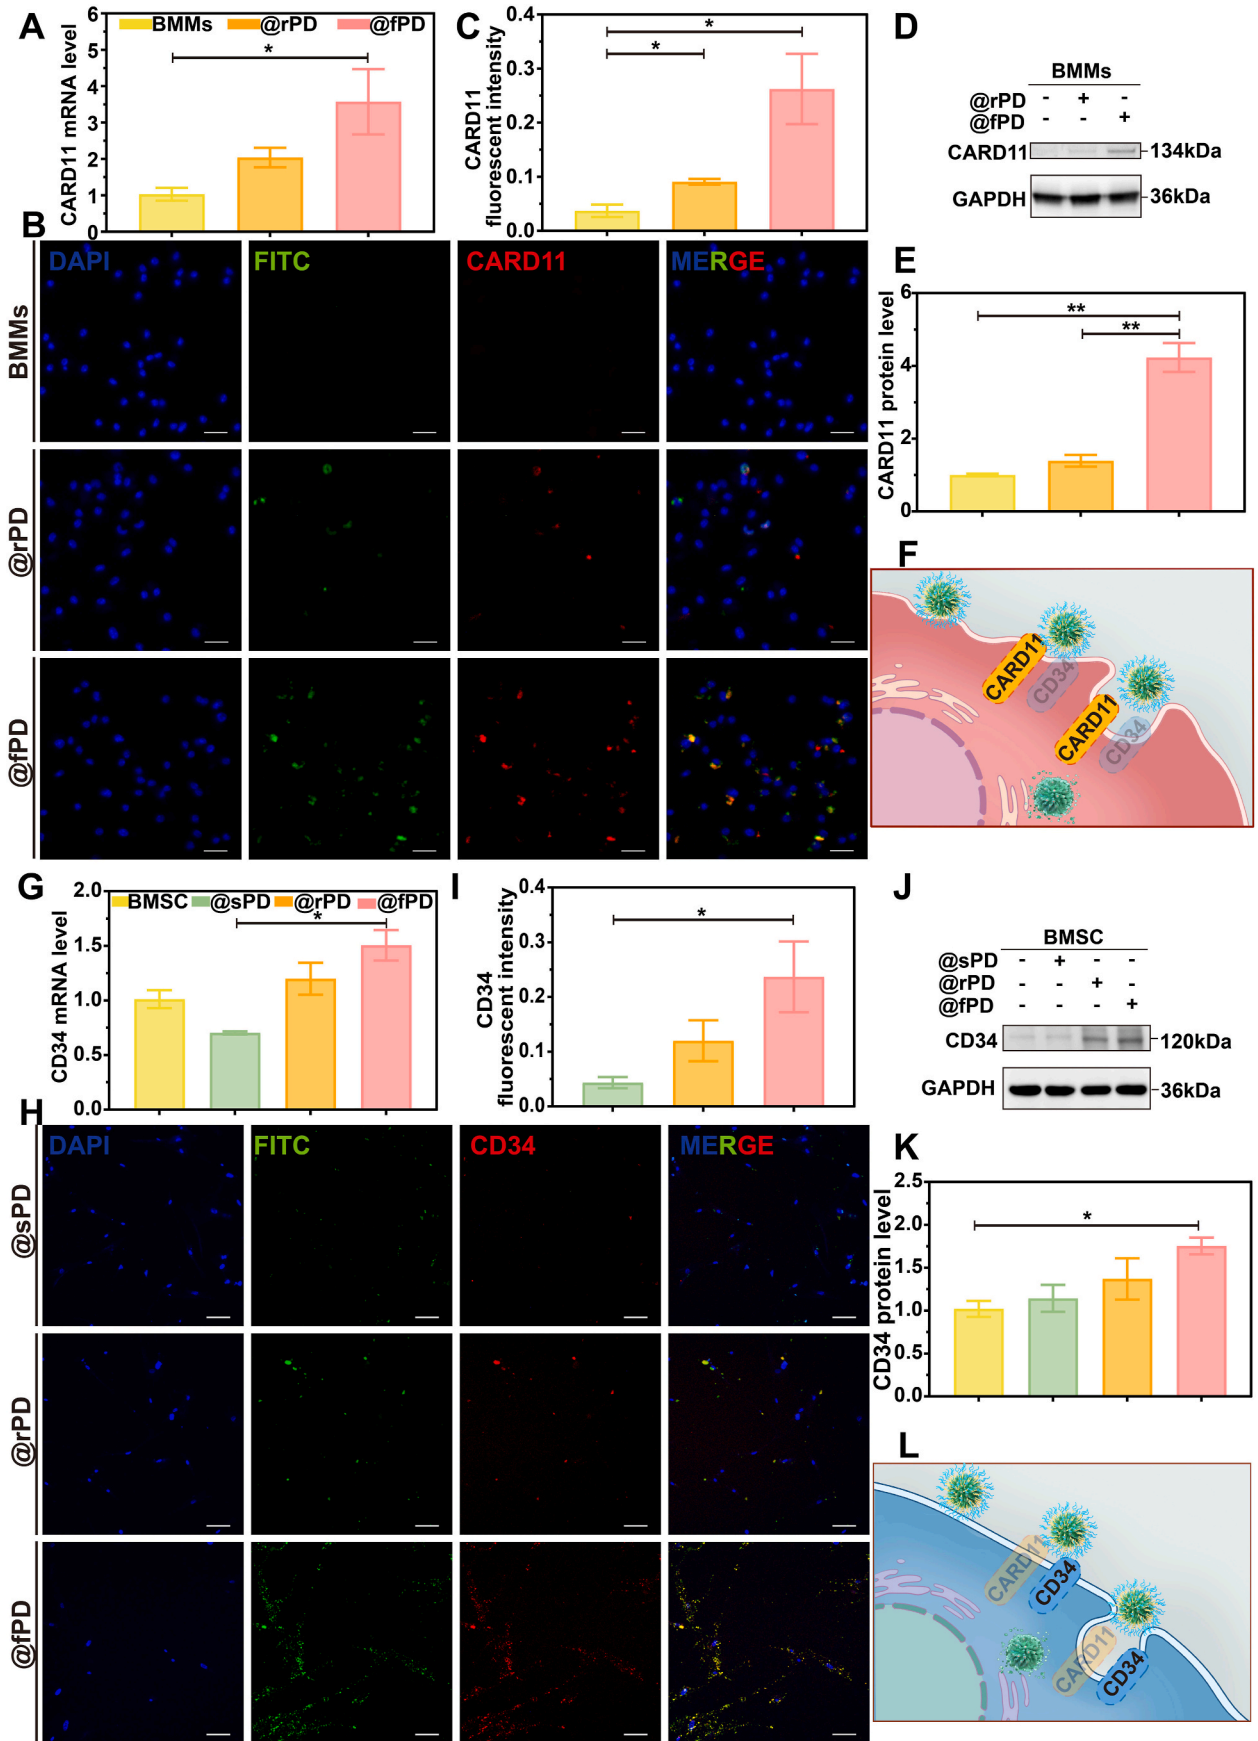 A
CARD11 mRNA level
6
5
4
3
2
1
0
BMMs @rPD @fPD
*
C
CARD11
fluorescent intensity
0.4
0.3
0.2
0.1
0.0
*
*
D
BMMs
@rPD - + -
@fPD - - +
CARD11 134kDa
GAPDH 36kDa
B
DAPI FITC CARD11 MERGE
BMMs
@rPD
@fPD
E
CARD11 protein level
6
4
2
0
**
**
F
CARD11
CD34
CARD11
CD34
G
CD34 mRNA level
2.0
1.5
1.0
0.5
0.0
BMSC @sPD @rPD @fPD
*
I
CD34
fluorescent intensity
0.4
0.3
0.2
0.1
0.0
*
J
BMSC
@sPD - + - -
@rPD - - + -
@fPD - - - +
CD34 120kDa
GAPDH 36kDa
H
DAPI FITC CD34 MERGE
@sPD
@rPD
@fPD
K
CD34 protein level
2.5
2.0
1.5
1.0
0.5
0.0
*
L
CARD11
CD34
CARD11
CD34